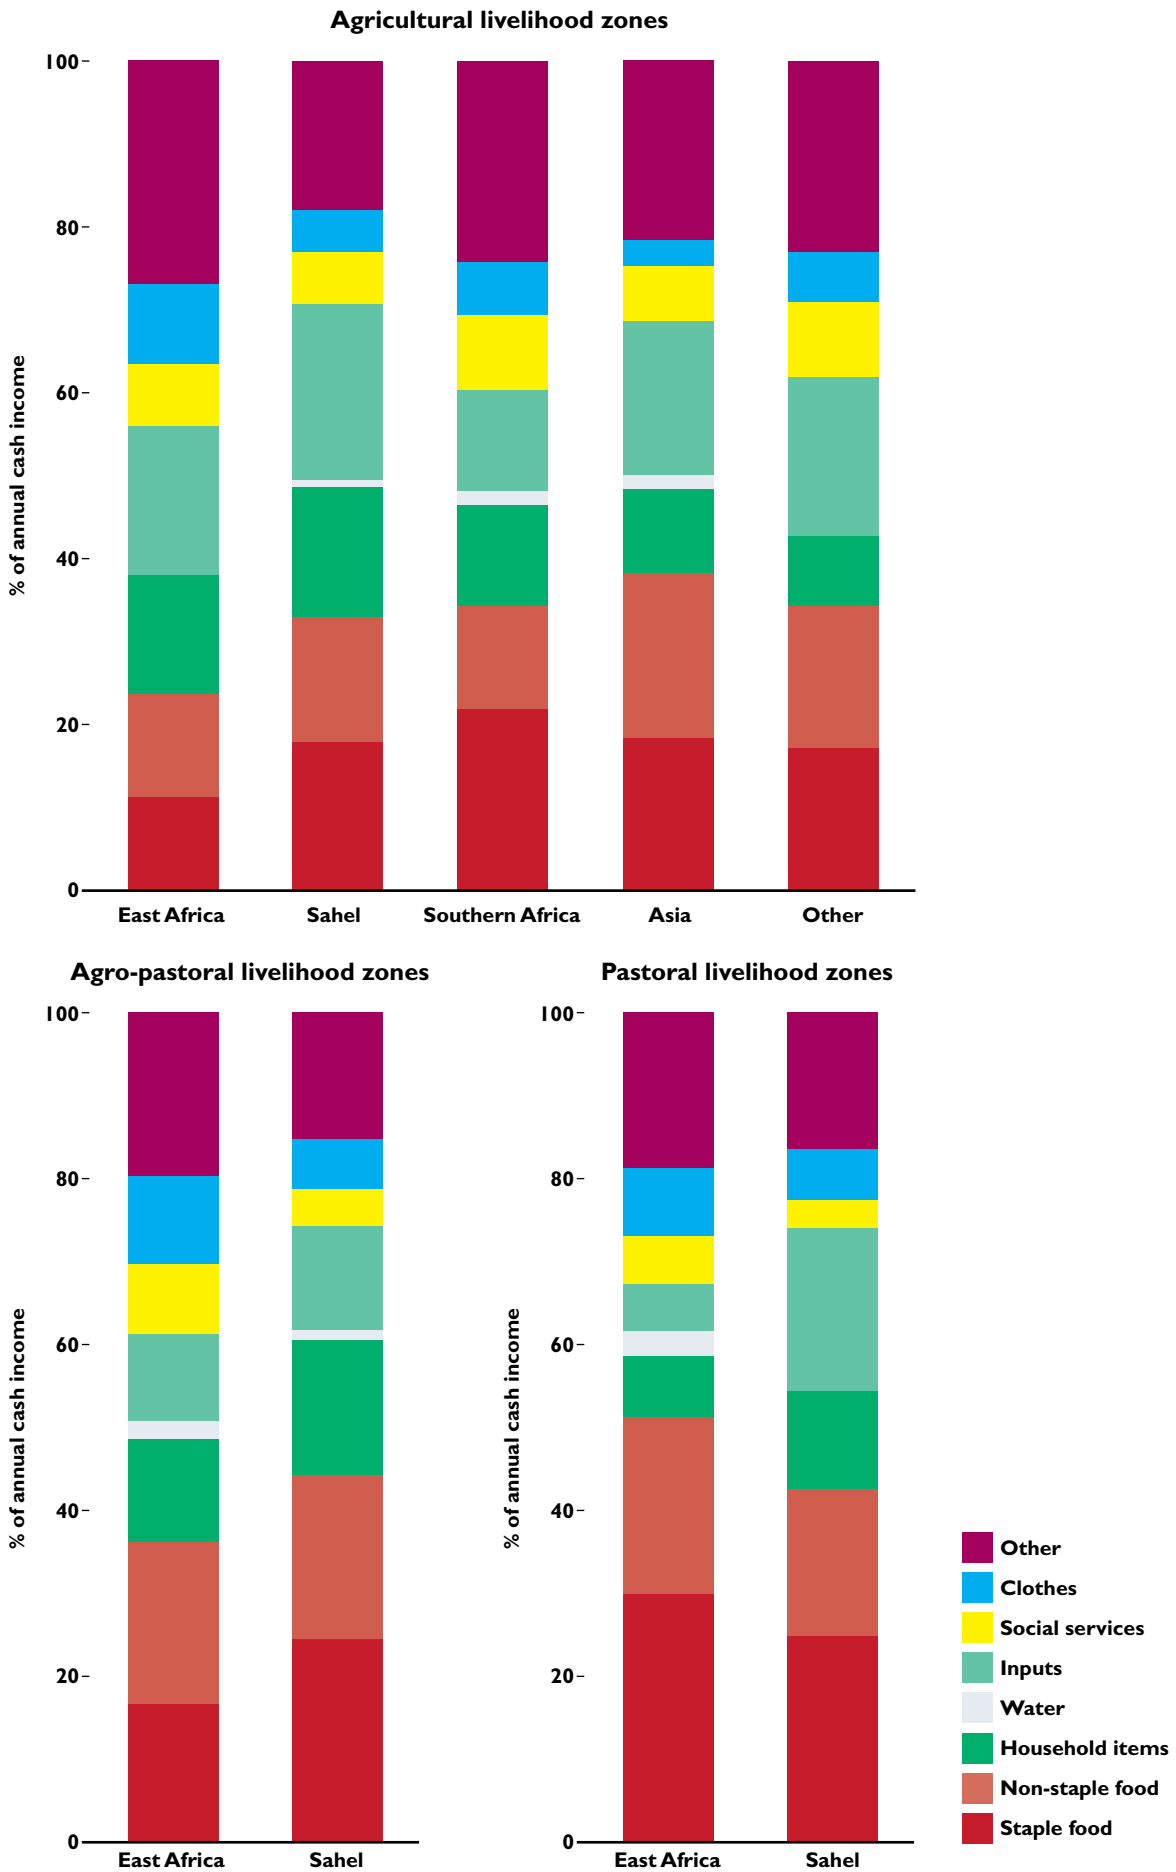 Agricultural livelihood zones
100
80
60
40
20
0
% of annual cash income
East Africa
Sahel
Southern Africa
Asia
Other
Agro-pastoral livelihood zones
100
80
60
40
20
0
% of annual cash income
East Africa
Sahel
Pastoral livelihood zones
100
80
60
40
20
0
% of annual cash income
East Africa
Sahel
Other
Clothes
Social services
Inputs
Water
Household items
Non-staple food
Staple food